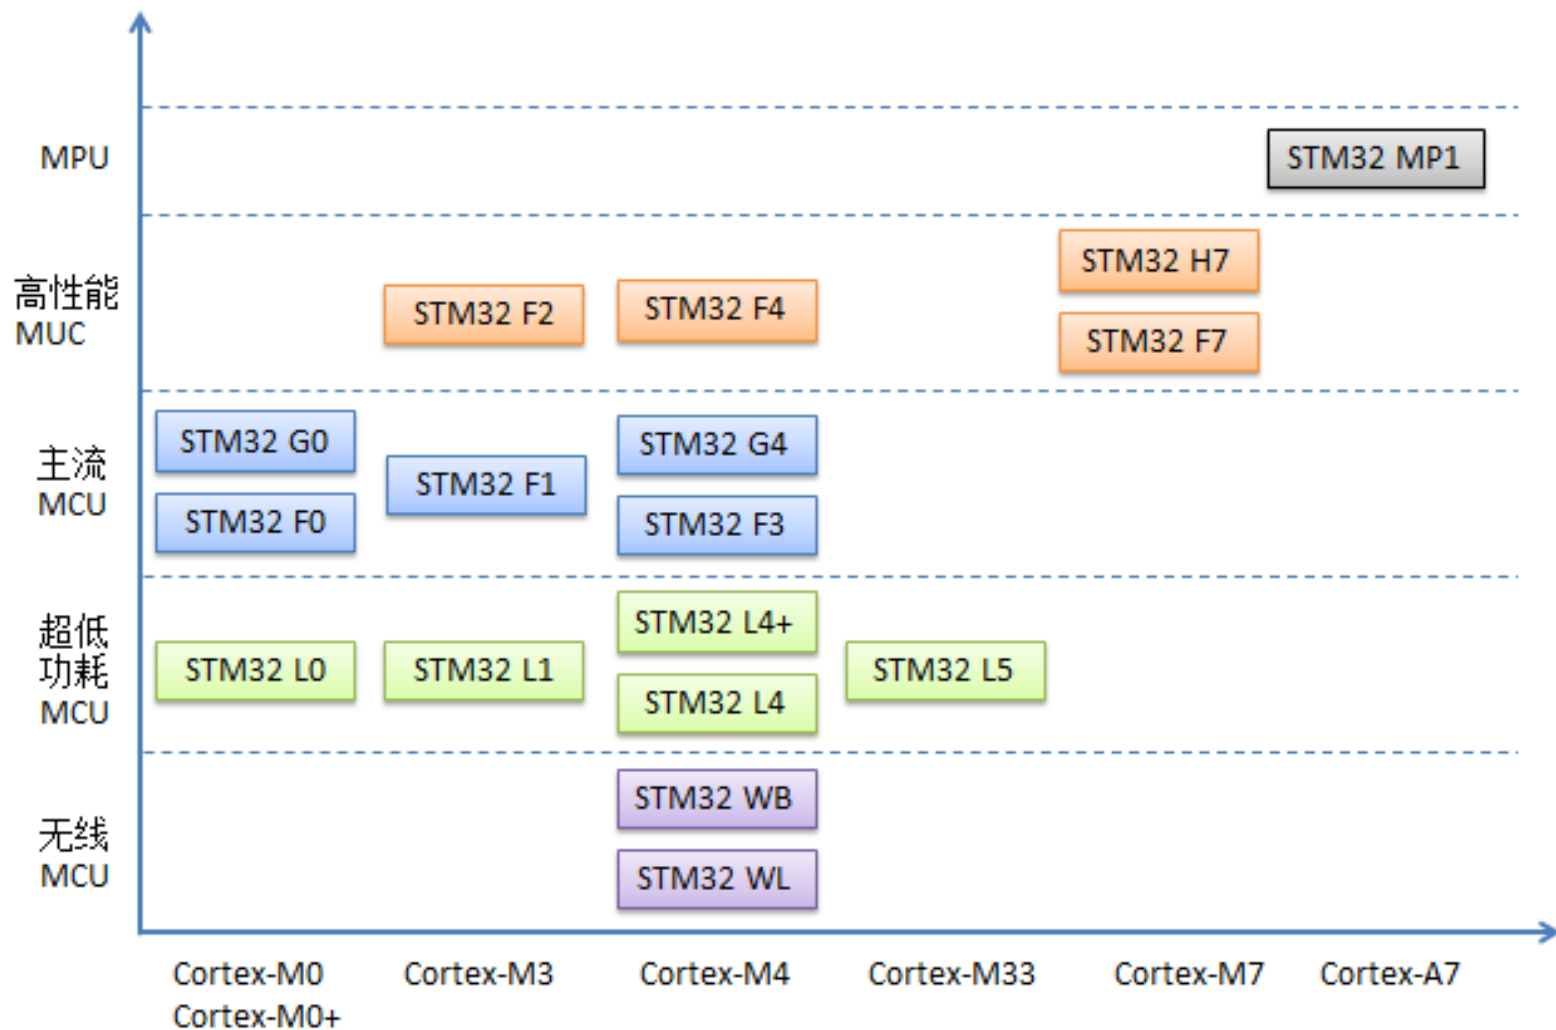 MPU
STM32 MP1
高性能
MUC
STM32 F2
STM32 F4
STM32 H7
STM32 F7
主流
MCU
STM32 G0
STM32 F0
STM32 F1
STM32 G4
STM32 F3
超低
功耗
MCU
STM32 L0
STM32 L1
STM32 L4+
STM32 L4
STM32 L5
无线
MCU
STM32 WB
STM32 WL
Cortex-M0
Cortex-M0+
Cortex-M3
Cortex-M4
Cortex-M33
Cortex-M7
Cortex-A7